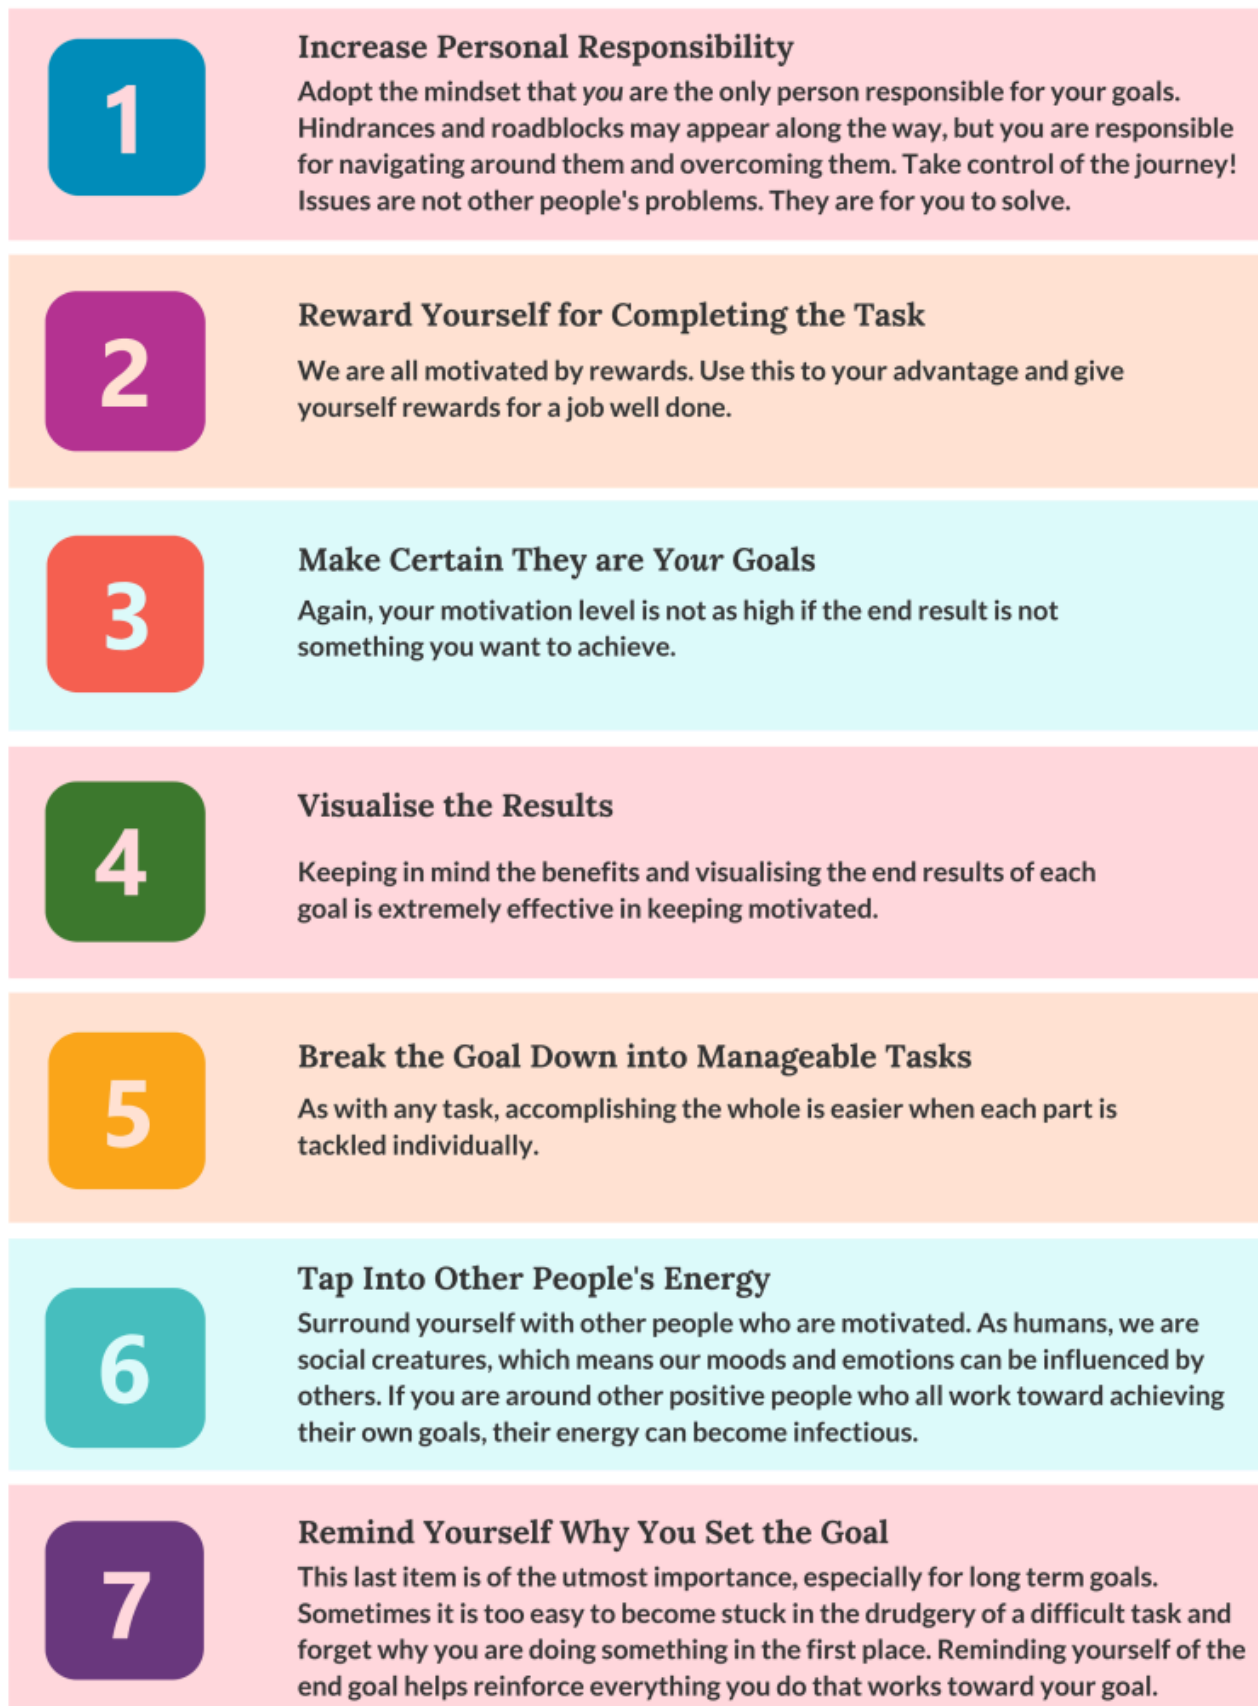 1
Increase Personal Responsibility
Adopt the mindset that you are the only person responsible for your goals.
Hindrances and roadblocks may appear along the way, but you are responsible
for navigating around them and overcoming them. Take control of the journey!
Issues are not other people's problems. They are for you to solve.
2
Reward Yourself for Completing the Task
We are all motivated by rewards. Use this to your advantage and give
yourself rewards for a job well done.
3
Make Certain They are Your Goals
Again, your motivation level is not as high if the end result is not
something you want to achieve.
4
Visualise the Results
Keeping in mind the benefits and visualising the end results of each
goal is extremely effective in keeping motivated.
5
Break the Goal Down into Manageable Tasks
As with any task, accomplishing the whole is easier when each part is
tackled individually.
6
Tap Into Other People's Energy
Surround yourself with other people who are motivated. As humans, we are
social creatures, which means our moods and emotions can be influenced by
others. If you are around other positive people who all work toward achieving
their own goals, their energy can become infectious.
7
Remind Yourself Why You Set the Goal
This last item is of the utmost importance, especially for long term goals.
Sometimes it is too easy to become stuck in the drudgery of a difficult task and
forget why you are doing something in the first place. Reminding yourself of the
end goal helps reinforce everything you do that works toward your goal.